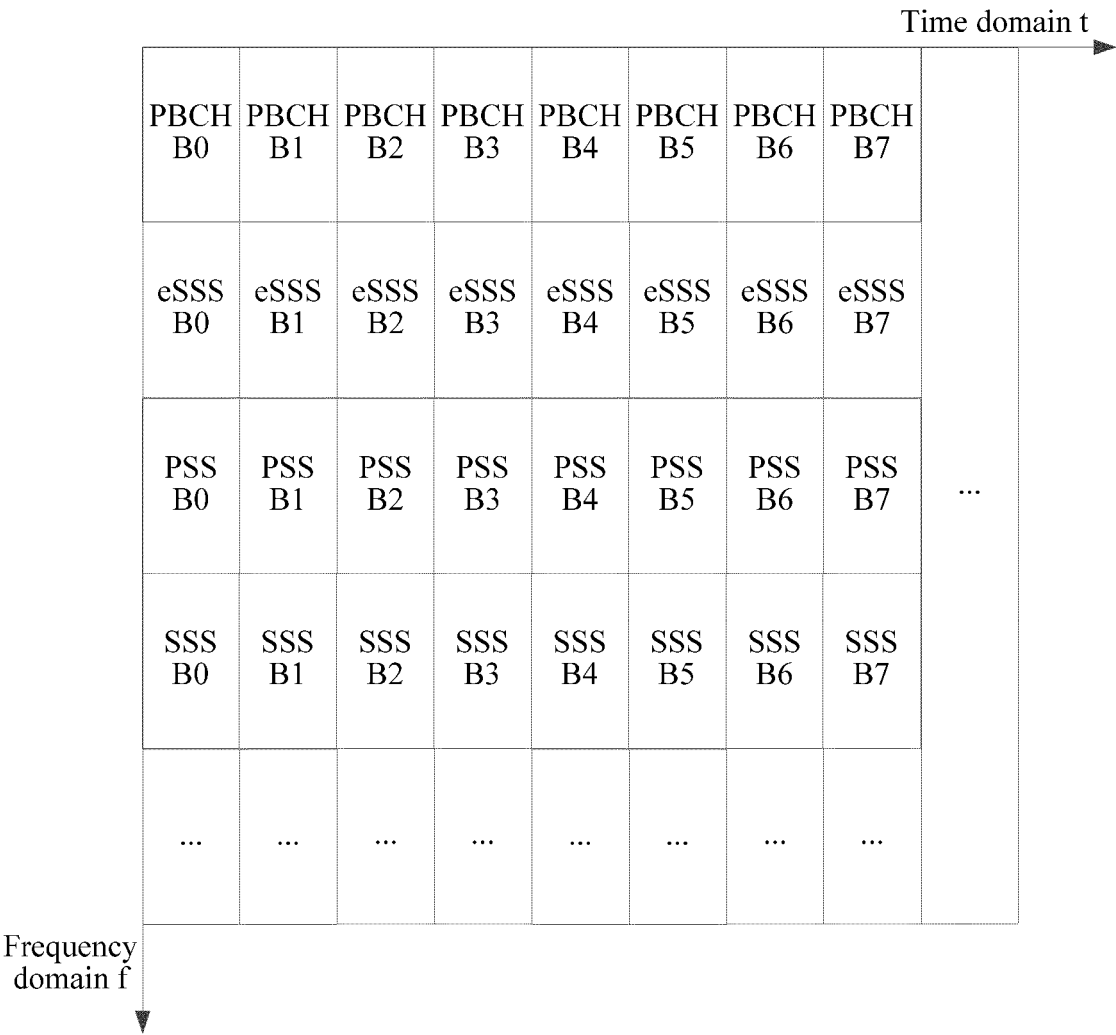 Time domain t
PBCH PBCH PBCH PBCH PBCH PBCH PBCH PBCH
B0 B1 B2 B3 B4 B5 B6 B7
eSSS eSSS eSSS eSSS eSSS eSSS eSSS eSSS
B0 B1 B2 B3 B4 B5 B6 B7
PSS PSS PSS PSS PSS PSS PSS PSS
B0 B1 B2 B3 B4 B5 B6 B7 ...
SSS SSS SSS SSS SSS SSS SSS SSS
B0 B1 B2 B3 B4 B5 B6 B7
... ... ... ... ... ... ... ...
Frequency
domain f